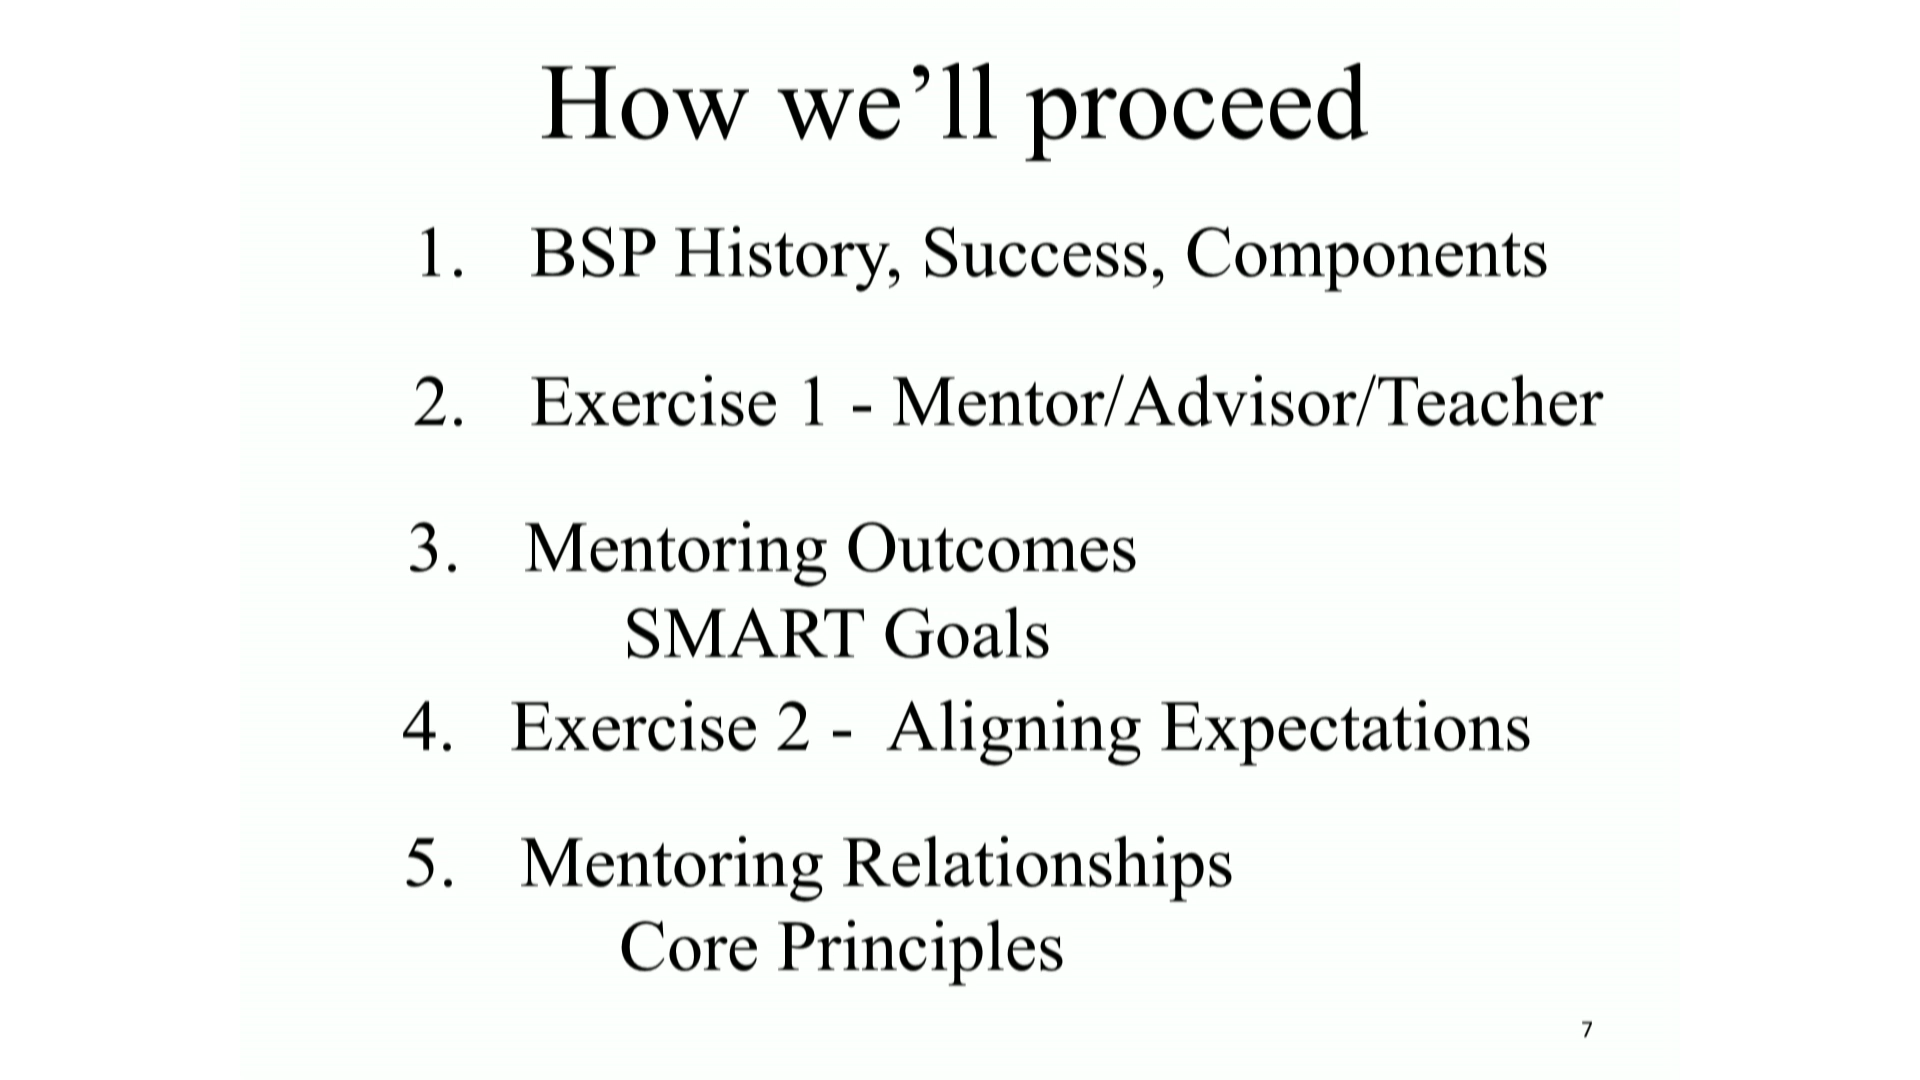 How we’ll proceed
1. BSP History, Success, Components
2. Exercise 1 - Mentor/Advisor/Teacher
3. Mentoring Outcomes
SMART Goals
4. Exercise 2 - Aligning Expectations
5. Mentoring Relationships
Core Principles
7